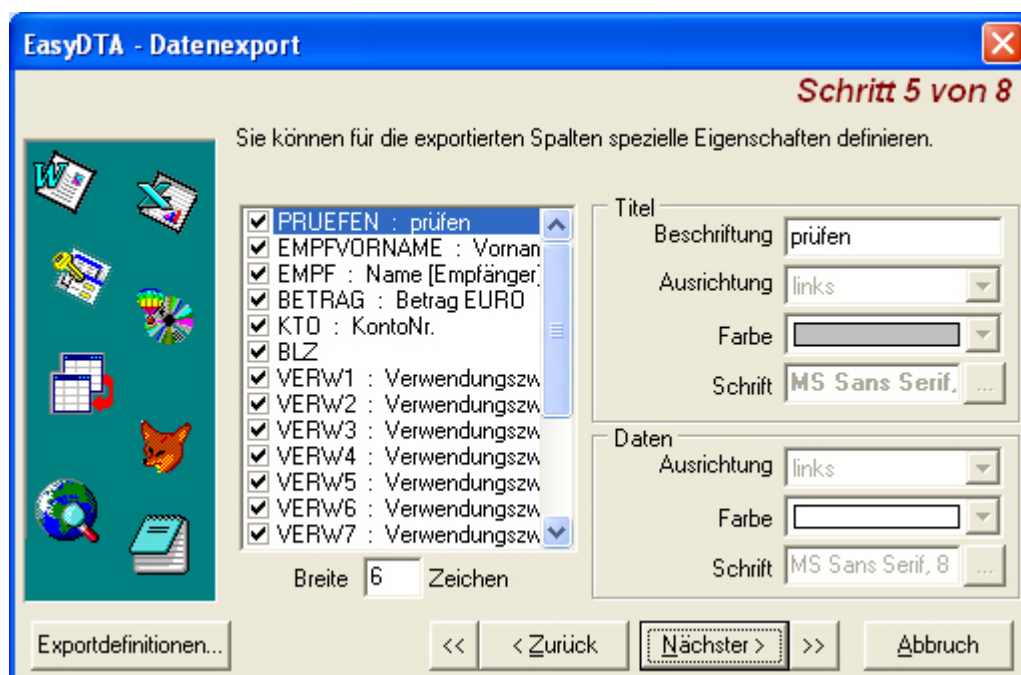 EasyDTA - Datenexport
Schritt 5 von 8
Sie können für die exportierten Spalten spezielle Eigenschaften definieren.
PRUEFEN : prüfen
EMPFVORNAME : Vornan
EMPF : Name [Empfänger]
BETRAG : Betrag EURO
KTO : KontoNr.
BLZ
VERW1 : Verwendungszw
VERW2 : Verwendungszw
VERW3 : Verwendungszw
VERW4 : Verwendungszw
VERW5 : Verwendungszw
VERW6 : Verwendungszw
VERW7 : Verwendungszw
Breite 6 Zeichen
Titel
Beschriftung prüfen
Ausrichtung links
Farbe
Schrift MS Sans Serif, ...
Daten
Ausrichtung links
Farbe
Schrift MS Sans Serif, 8 ...
Exportdefinitionen... << < Zurück Nächster > >> Abbruch